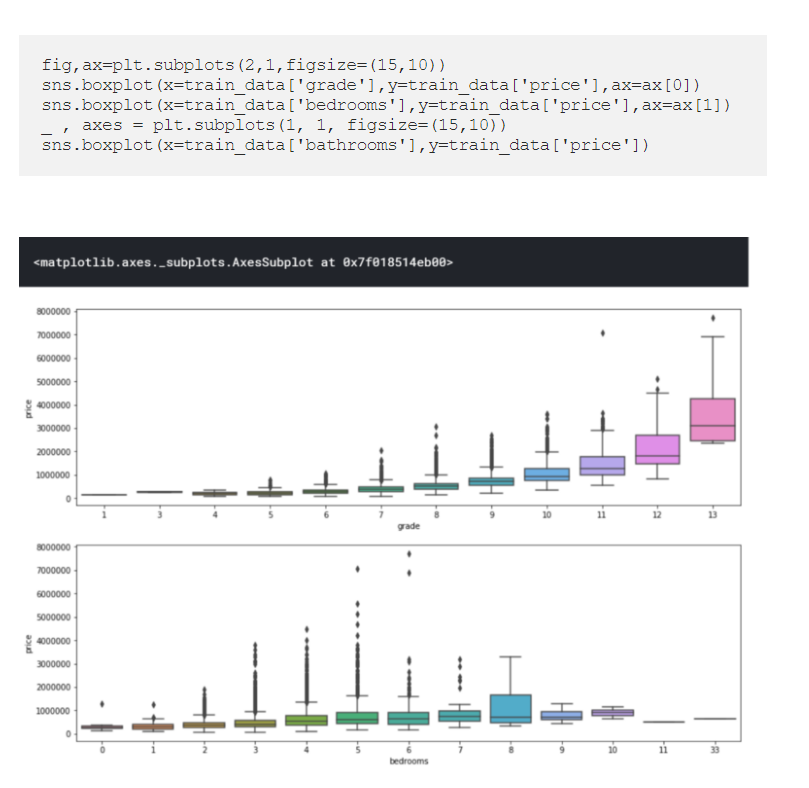 fig,ax=plt.subplots(2,1,figsize=(15,10))
sns.boxplot(x=train_data['grade'],y=train_data['price'],ax=ax[0])
sns.boxplot(x=train_data['bedrooms'],y=train_data['price'],ax=ax[1])
_ , axes = plt.subplots(1, 1, figsize=(15,10))
sns.boxplot(x=train_data['bathrooms'],y=train_data['price'])
<matplotlib.axes._subplots.AxesSubplot at 0x7f018514eb00>
8000000
7000000
6000000
5000000
4000000
3000000
2000000
1000000
0
price
1 3 4 5 6 7 8 9 10 11 12 13
grade
8000000
7000000
6000000
5000000
4000000
3000000
2000000
1000000
0
price
0 1 2 3 4 5 6 7 8 9 10 11 33
bedrooms